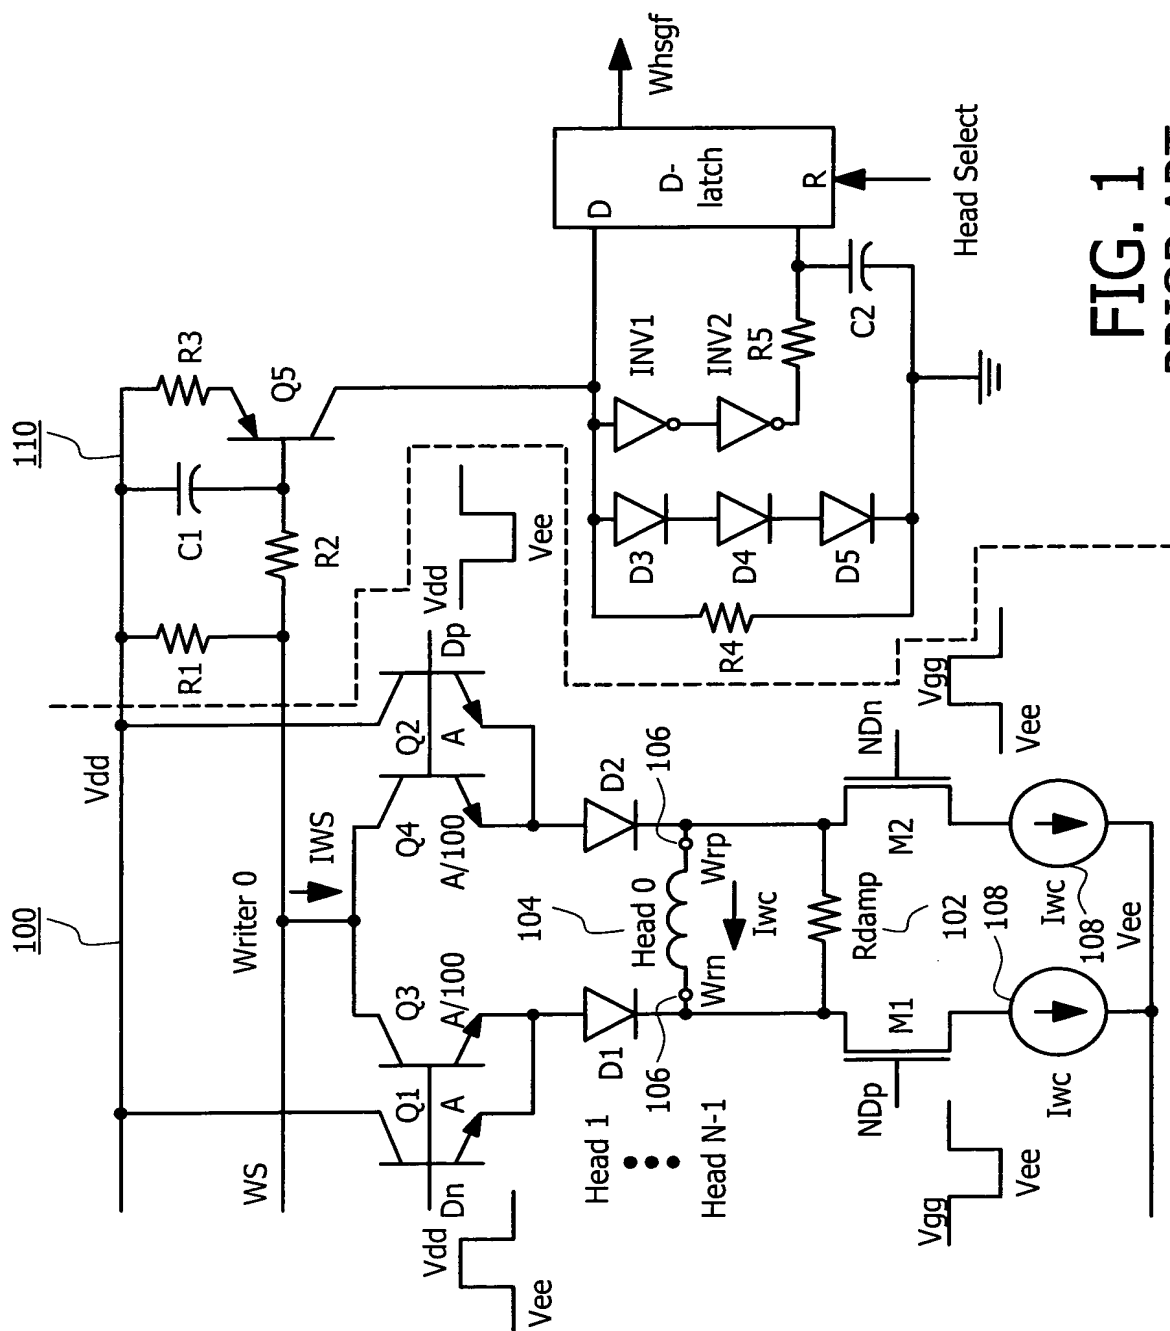 100
110
Vdd
R3
C1
R1
R2
Q5
WS
Writer 0
IWS
Q1
Q3
Q4
Q2
A
A/100
A/100
A
Dn
Dp
Vdd
Vee
Vdd
Vee
D1
D2
Head 1
Head N-1
106
106
104
Head 0
Wrn
Wrp
Iwc
Rdamp
102
NDp
M1
M2
NDn
Vgg
Vee
Vgg
Vee
Iwc
108
Iwc
108
Vee
D3
D4
D5
R4
INV1
INV2
R5
C2
D
D-
latch
R
Whsgf
Head Select
FIG. 1
PRIOR ART